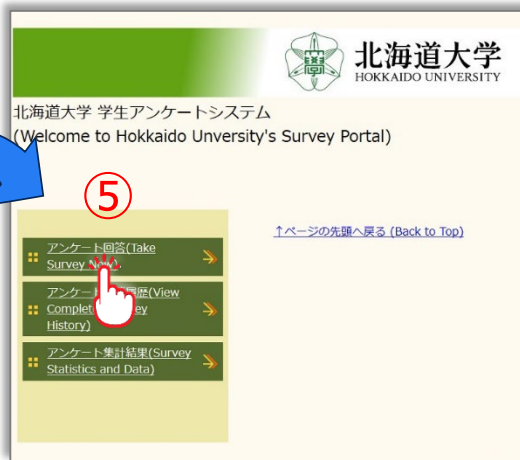 北海道大学
HOKKAIDO UNIVERSITY
北海道大学 学生アンケートシステム
(Welcome to Hokkaido Unversity's Survey Portal)
⑤
↑ページの先頭へ戻る (Back to Top)
アンケート回答(Take
Survey Now)
アンケート 歴(View
History)
アンケート集計結果(Survey
Statistics and Data)